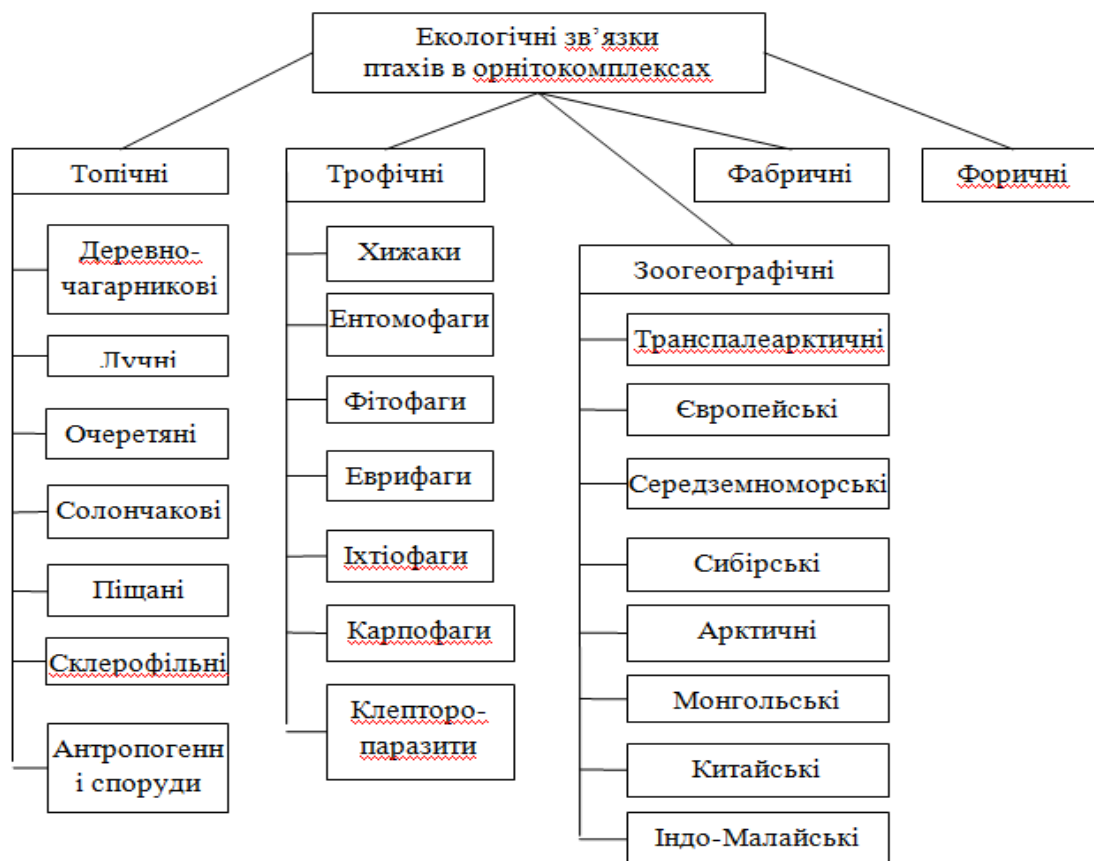 Екологічні зв’язки
птахів в орнітокомплексах
Топічні
Трофічні
Фабричні
Форичні
Деревно-
чагарникові
Лучні
Очеретяні
Солончакові
Піщані
Склерофільні
Антропогенн
і споруди
Хижаки
Ентомофаги
Фітофаги
Еврифаги
Іхтіофаги
Карпофаги
Клепторо-
паразити
Зоогеографічні
Транспалеарктичні
Європейські
Середземноморські
Сибірські
Арктичні
Монгольські
Китайські
Індо-Малайські